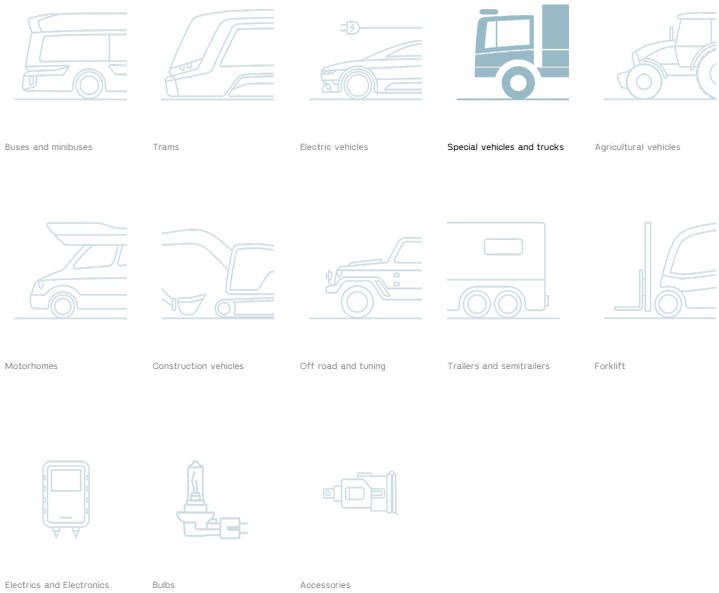 Buses and minibuses
Trams
Electric vehicles
Special vehicles and trucks
Agricultural vehicles
Motorhomes
Construction vehicles
Off road and tuning
Trailers and semitrailers
Forklift
Electrics and Electronics
Bulbs
Accessories